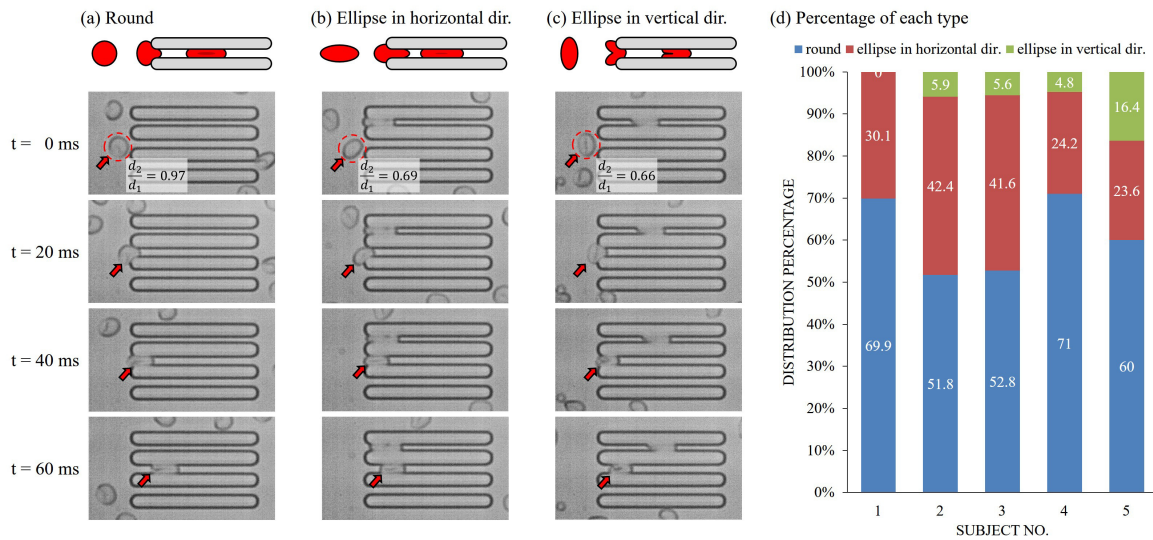 (a) Round
(b) Ellipse in horizontal dir.
(c) Ellipse in vertical dir.
(d) Percentage of each type
round
ellipse in horizontal dir.
ellipse in vertical dir.
t = 0 ms
d₂/d₁ = 0.97
d₂/d₁ = 0.69
d₂/d₁ = 0.66
t = 20 ms
t = 40 ms
t = 60 ms
DISTRIBUTION PERCENTAGE
100%
90%
80%
70%
60%
50%
40%
30%
20%
10%
0%
0
30.1
69.9
5.9
42.4
51.8
5.6
41.6
52.8
4.8
24.2
71
16.4
23.6
60
1 2 3 4 5
SUBJECT NO.